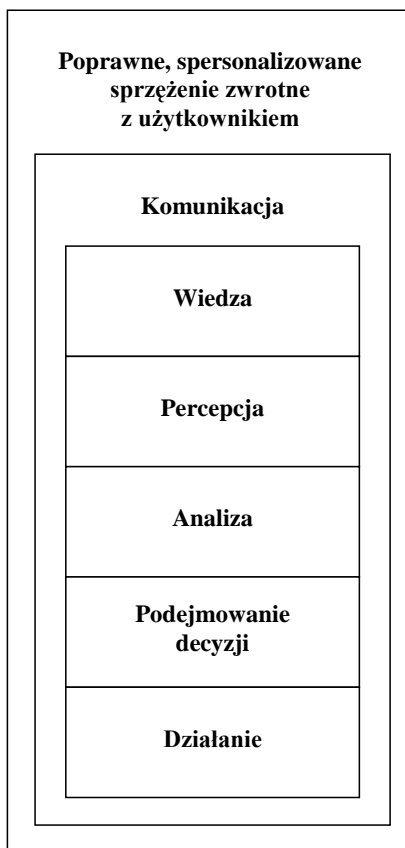 Poprawne, spersonalizowane
sprzężenie zwrotne
z użytkownikiem
Komunikacja
Wiedza
Percepcja
Analiza
Podejmowanie
decyzji
Działanie